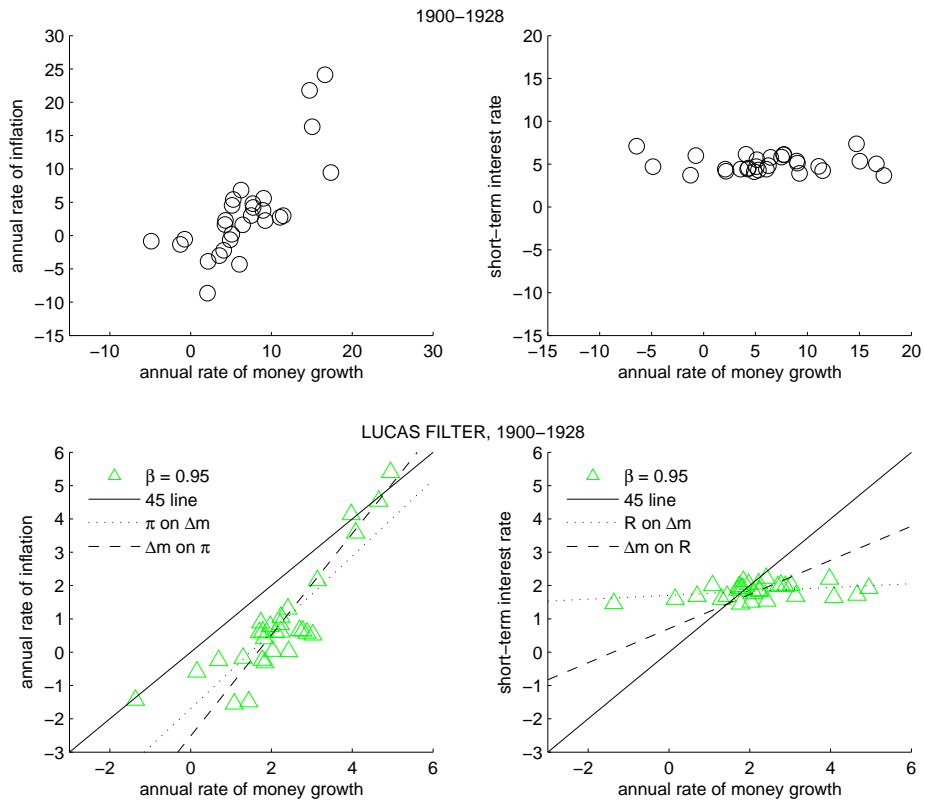 1900−1928
30
25
20
15
10
5
0
−5
−10
−15
−10 0 10 20 30
annual rate of inflation
annual rate of money growth
20
15
10
5
0
−5
−10
−15
−15 −10 −5 0 5 10 15 20
short−term interest rate
annual rate of money growth
LUCAS FILTER, 1900−1928
6
5
4
3
2
1
0
−1
−2
−3
−2 0 2 4 6
annual rate of inflation
annual rate of money growth
β = 0.95
45 line
π on Δm
Δm on π
6
5
4
3
2
1
0
−1
−2
−3
−2 0 2 4 6
short−term interest rate
annual rate of money growth
β = 0.95
45 line
R on Δm
Δm on R